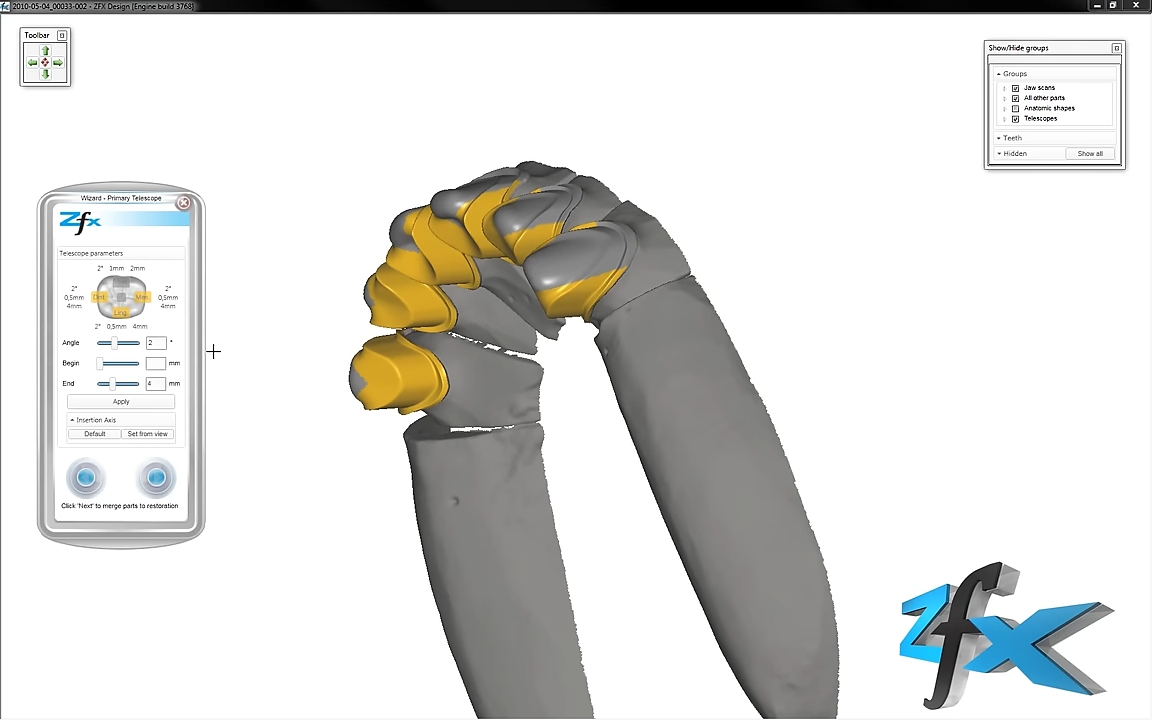 2010-05-04_00033-002 - ZFX Design [Engine build 3768]
Toolbar
Show/Hide groups
Groups
Jaw scans
All other parts
Anatomic shapes
Telescopes
Teeth
Hidden
Show all
Wizard - Primary Telescope
Zfx
Telescope parameters
2° 1mm 2mm
2° 2°
0,5mm Dist. Mes. 0,5mm
4mm 4mm
Ling.
2° 0,5mm 4mm
Angle 2 °
Begin mm
End 4 mm
Apply
Insertion Axis
Default Set from view
Click 'Next' to merge parts to restoration
zfx